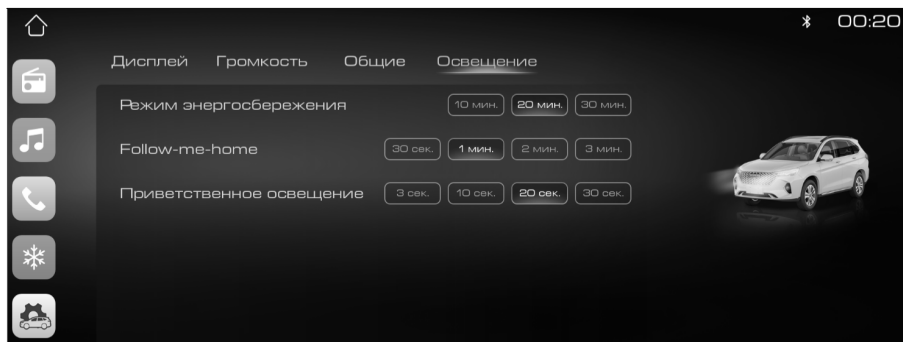 00:20
Дисплей Громкость Общие Освещение
Режим энергосбережения 10 мин. 20 мин. 30 мин.
Follow-me-home 30 сек. 1 мин. 2 мин. 3 мин.
Приветственное освещение 3 сек. 10 сек. 20 сек. 30 сек.